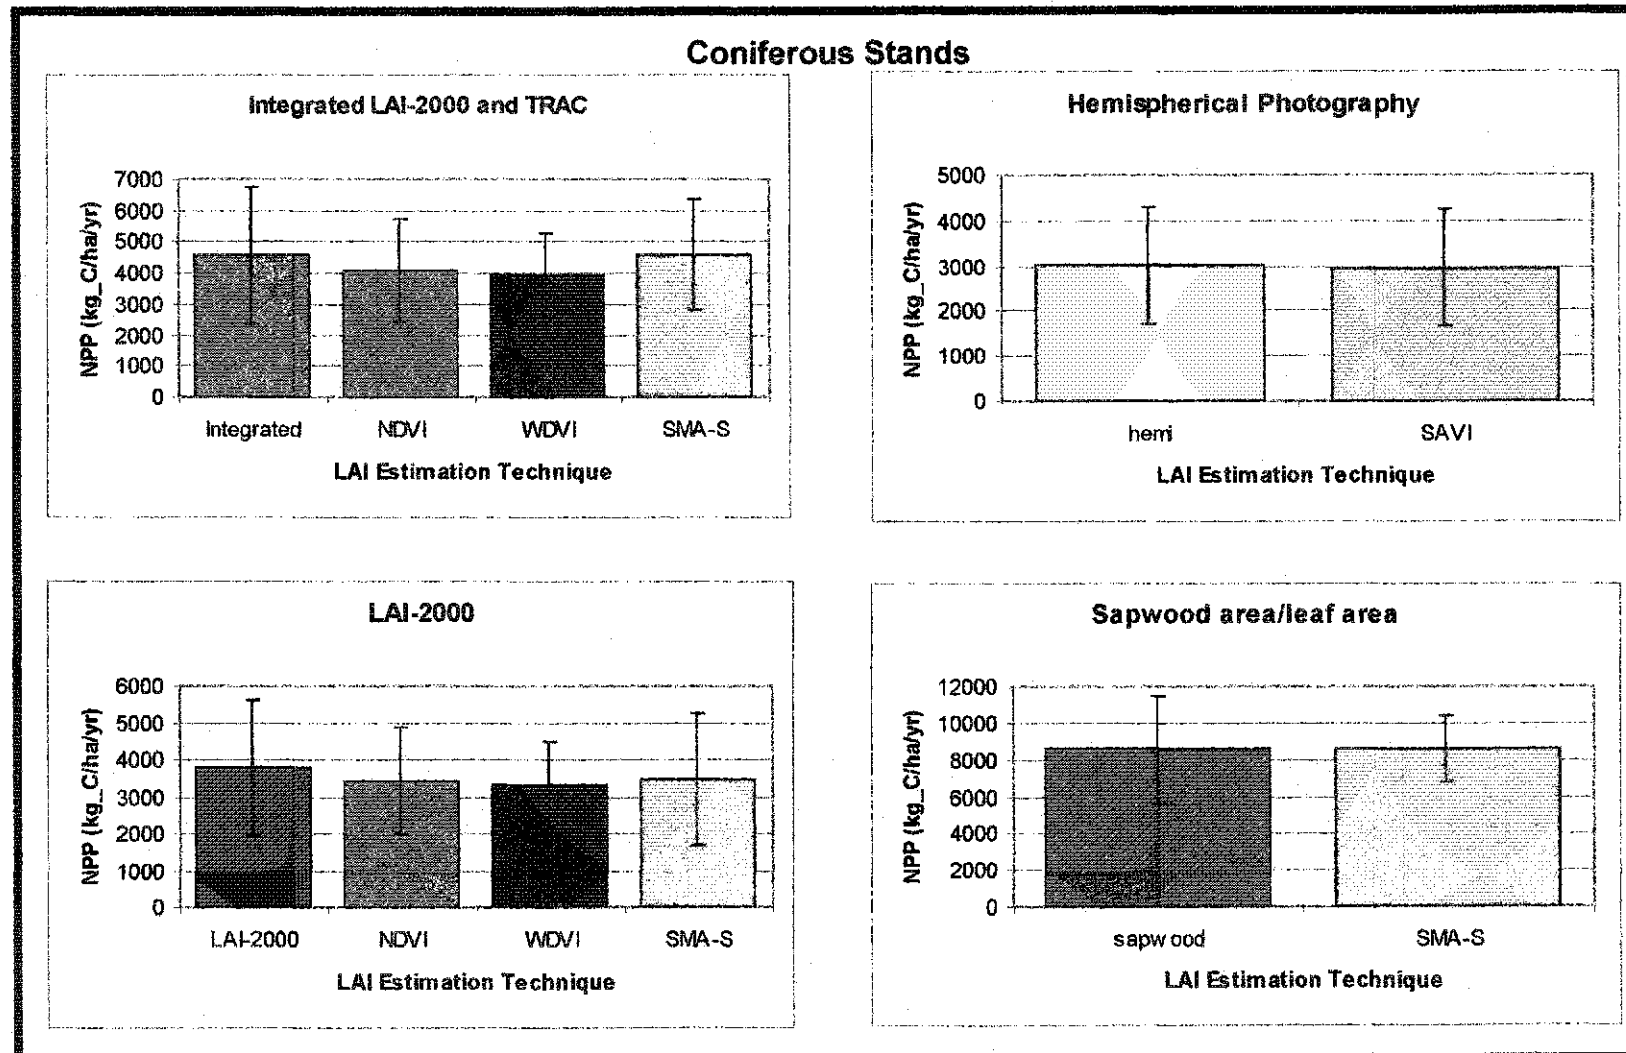 Coniferous Stands
Integrated LAI-2000 and TRAC
NPP (kg_C/ha/yr)
7000
6000
5000
4000
3000
2000
1000
0
Integrated NDVI WDVI SMA-S
LAI Estimation Technique
Hemispherical Photography
NPP (kg_C/ha/yr)
5000
4000
3000
2000
1000
0
hemi SAVI
LAI Estimation Technique
LAI-2000
NPP (kg_C/ha/yr)
6000
5000
4000
3000
2000
1000
0
LAI-2000 NDVI WDVI SMA-S
LAI Estimation Technique
Sapwood area/leaf area
NPP (kg_C/ha/yr)
12000
10000
8000
6000
4000
2000
0
sapwood SMA-S
LAI Estimation Technique